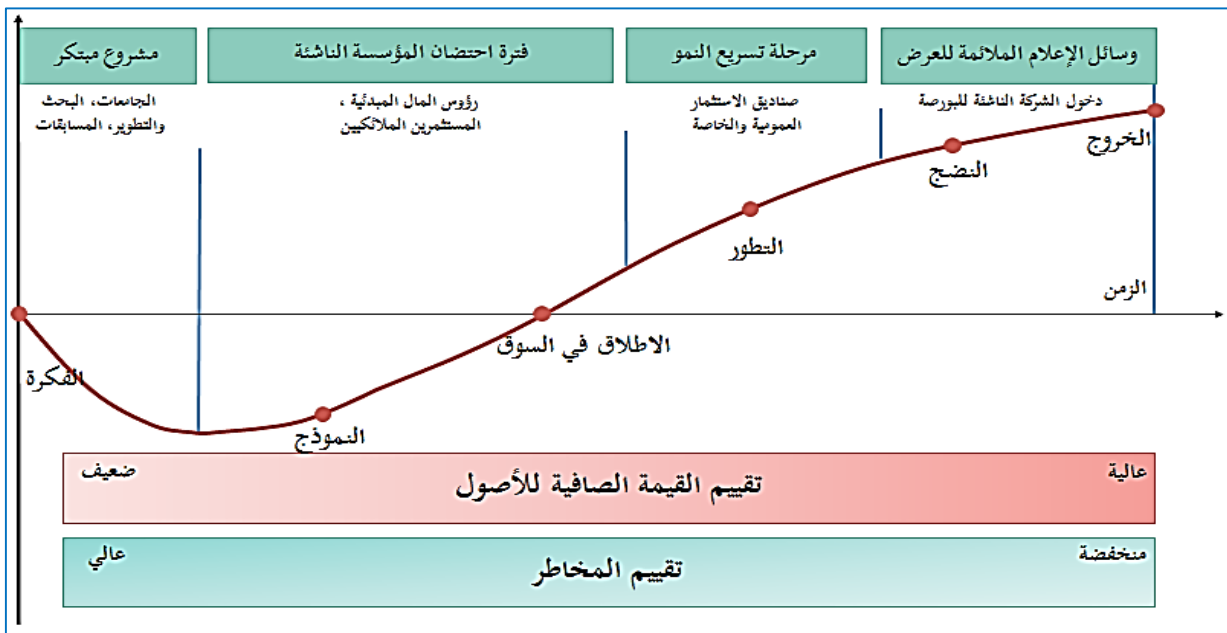 مشروع مبتكر
فترة احتضان المؤسسة الناشئة
مرحلة تسريع النمو
وسائل الإعلام الملائمة للعرض
الجامعات، البحث
والتطوير، المسابقات
رؤوس المال المبدئية ،
المستثمرين الملائكيين
صناديق الاستثمار
العمومية والخاصة
دخول الشركة الناشئة للبورصة
الخروج
النضج
التطور
الزمن
الاطلاق في السوق
الفكرة
النموذج
ضعيف
تقييم القيمة الصافية للأصول
عالية
عالي
تقييم المخاطر
منخفضة